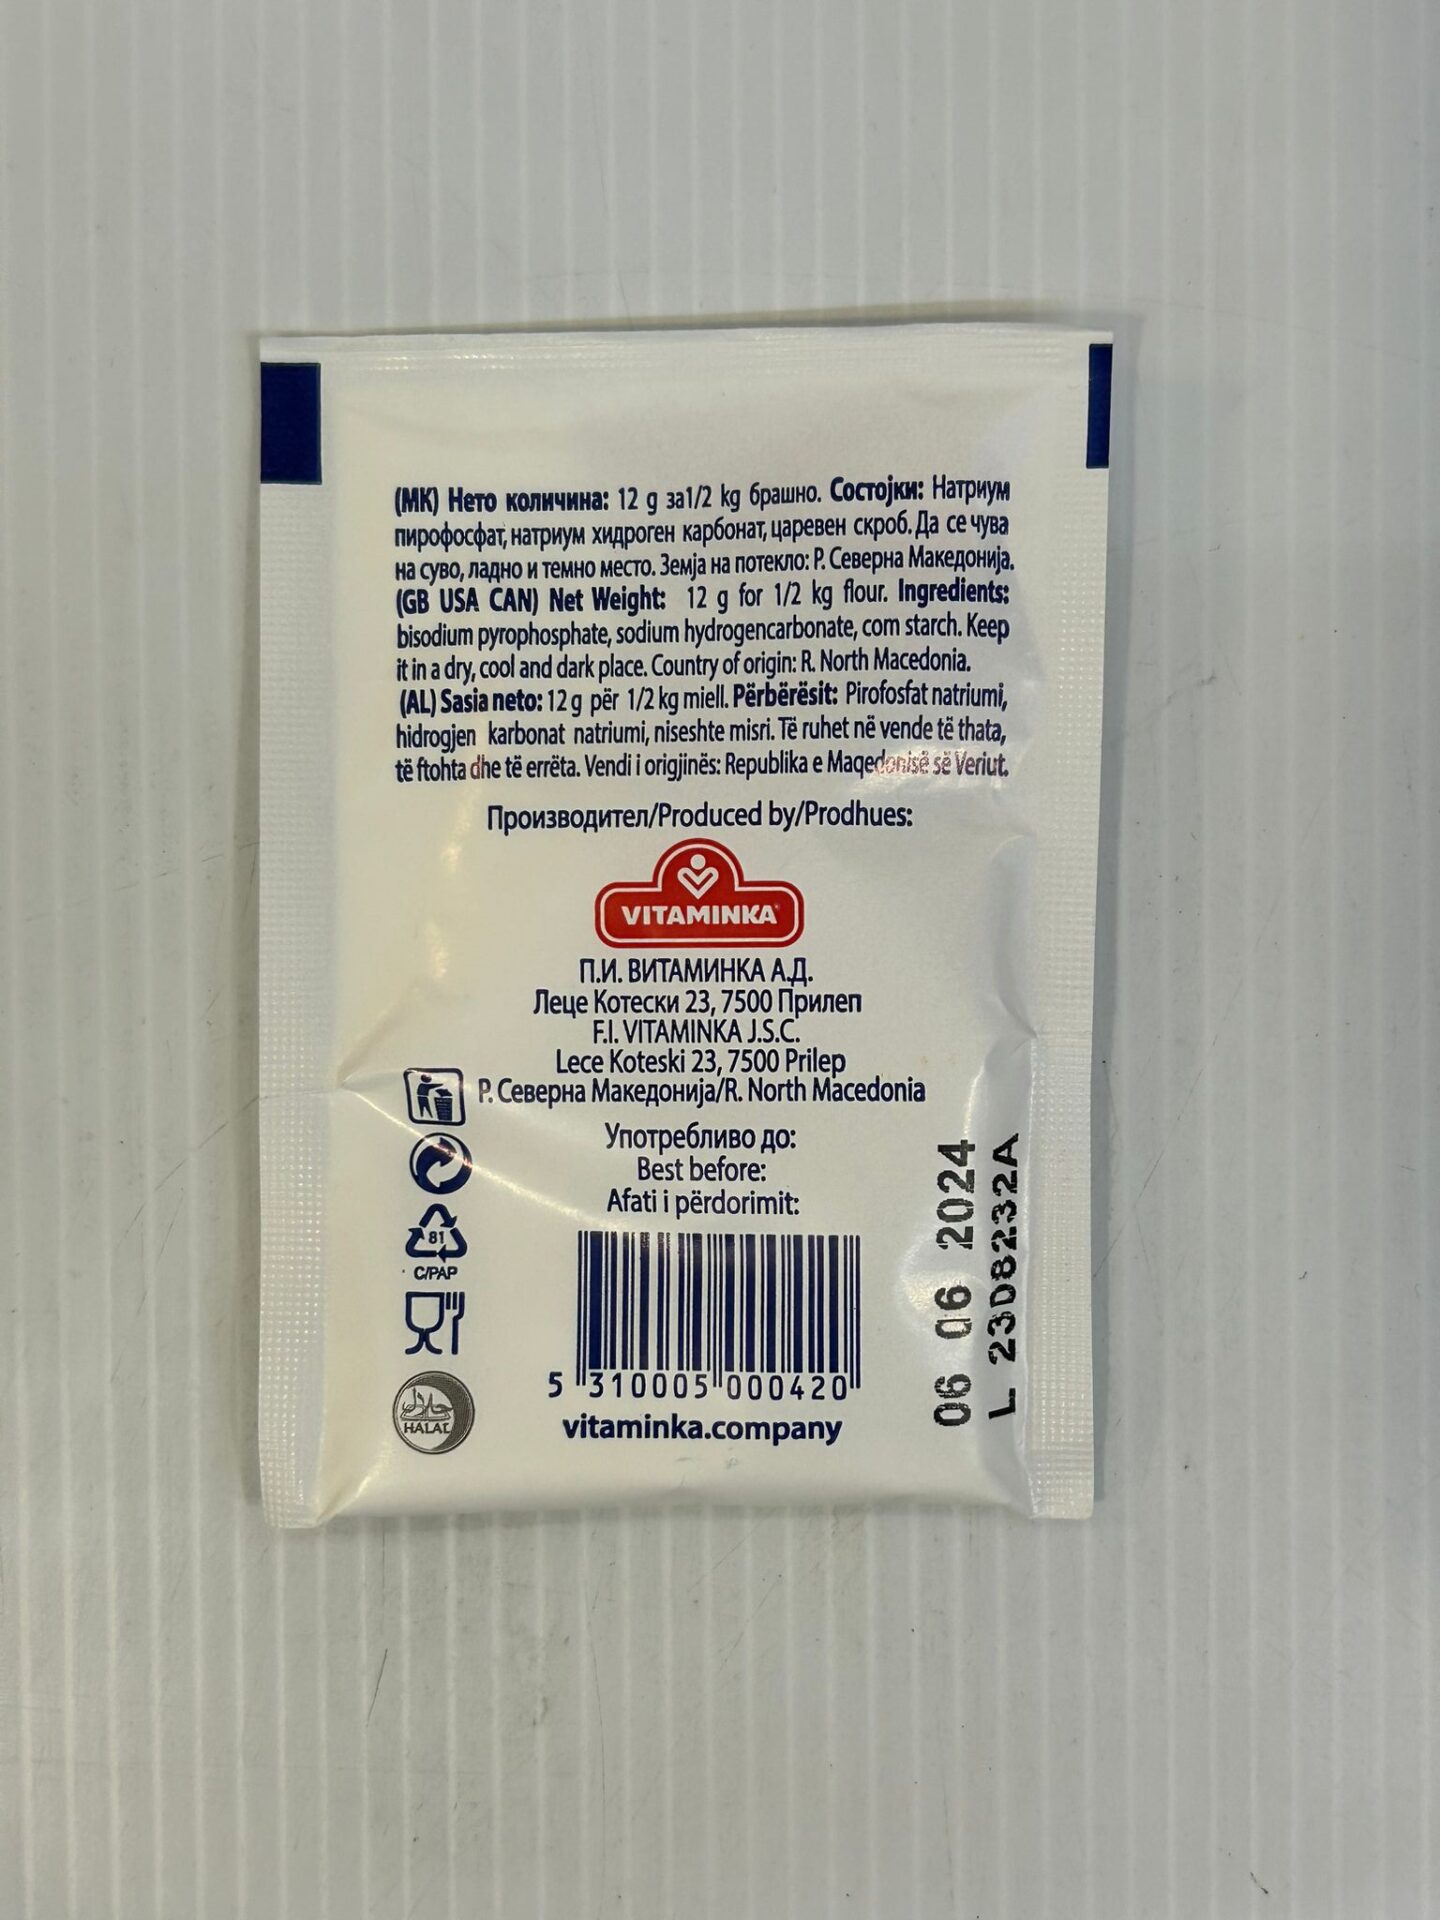 (МК) Нето количина: 12 g за1/2 kg брашно. Состојки: Натриум
пирофосфат, натриум хидроген карбонат, царевен скроб. Да се чува
на суво, ладно и темно место. Земја на потекло: Р. Северна Македонија.
(GB USA CAN) Net Weight: 12 g for 1/2 kg flour. Ingredients:
bisodium pyrophosphate, sodium hydrogencarbonate, corn starch. Keep
it in a dry, cool and dark place. Country of origin: R. North Macedonia.
(AL) Sasia neto: 12 g për 1/2 kg miell. Përbërësit: Pirofosfat natriumi,
hidrogjen karbonat natriumi, niseshte misri. Të ruhet në vende të thata,
të ftohta dhe të errëta. Vendi i origjinës: Republika e Maqedonisë së Veriut.
Производител/Produced by/Prodhues:
VITAMINKA
П.И. ВИТАМИНКА А.Д.
Леце Котески 23, 7500 Прилеп
F.I. VITAMINKA J.S.C.
Lece Koteski 23, 7500 Prilep
Р. Северна Македонија/R. North Macedonia
Употребливо до:
Best before:
Afati i përdorimit:
06 06 2024
L 2308232A
81
C/PAP
حلال
HALAL
5 310005 000420
vitaminka.company